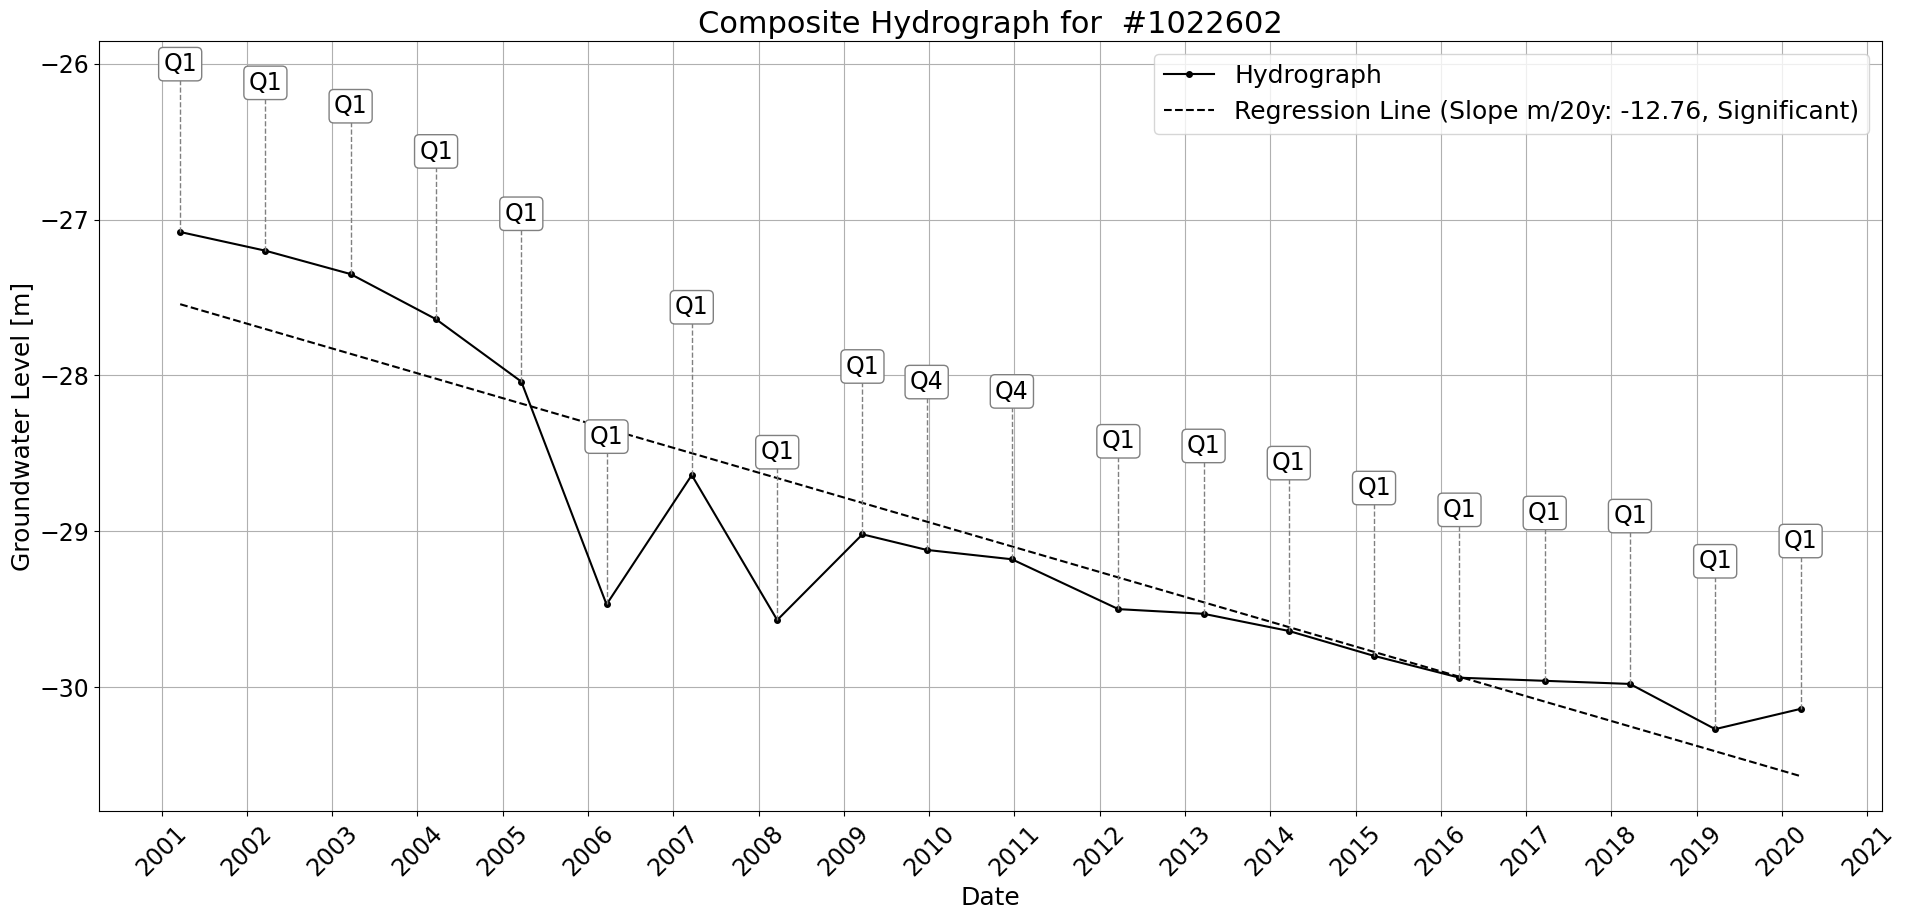 Composite Hydrograph for  #1022602
Hydrograph
Regression Line (Slope m/20y: -12.76, Significant)
Groundwater Level [m]
−26
−27
−28
−29
−30
Q1
Q1
Q1
Q1
Q1
Q1
Q1
Q1
Q1
Q4
Q4
Q1
Q1
Q1
Q1
Q1
Q1
Q1
Q1
Q1
2001
2002
2003
2004
2005
2006
2007
2008
2009
2010
2011
2012
2013
2014
2015
2016
2017
2018
2019
2020
2021
Date